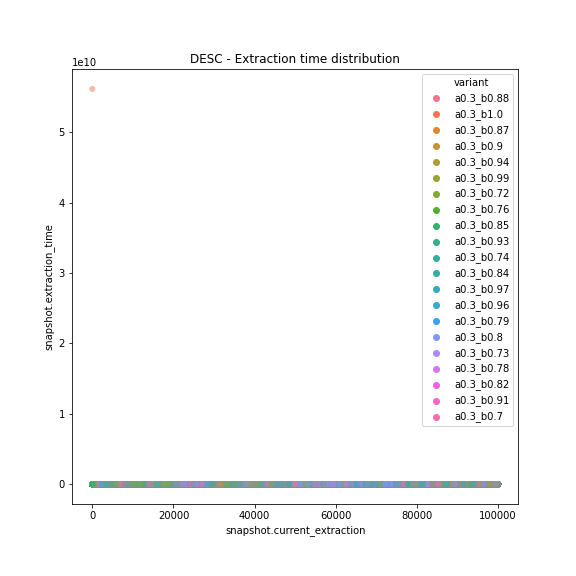 DESC - Extraction time distribution
1e10
variant
a0.3_b0.88
a0.3_b1.0
a0.3_b0.87
a0.3_b0.9
a0.3_b0.94
a0.3_b0.99
a0.3_b0.72
a0.3_b0.76
a0.3_b0.85
a0.3_b0.93
a0.3_b0.74
a0.3_b0.84
a0.3_b0.97
a0.3_b0.96
a0.3_b0.79
a0.3_b0.8
a0.3_b0.73
a0.3_b0.78
a0.3_b0.82
a0.3_b0.91
a0.3_b0.7
5
4
3
2
1
0
snapshot.extraction_time
0 20000 40000 60000 80000 100000
snapshot.current_extraction